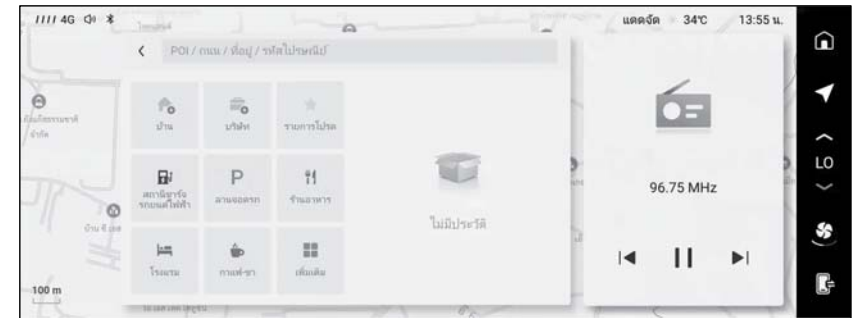 4G
แดดจัด 34℃ 13:55 น.
POI / ถนน / ที่อยู่ / รหัสไปรษณีย์
บ้าน
บริษัท
รายการโปรด
สถานีชาร์จ
รถยนต์ไฟฟ้า
P
ลานจอดรถ
ร้านอาหาร
โรงแรม
กาแฟ-ชา
เพิ่มเติม
ไม่มีประวัติ
96.75 MHz
LO
100 m